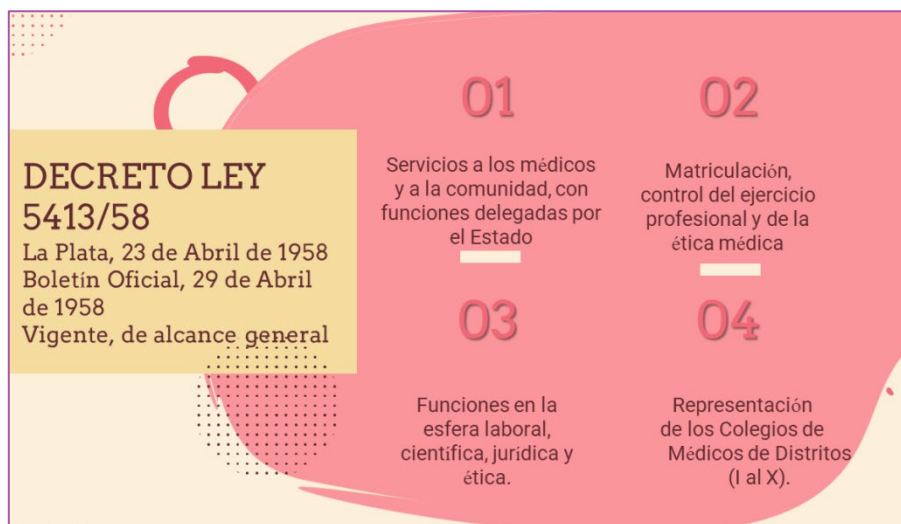 DECRETO LEY
5413/58
La Plata, 23 de Abril de 1958
Boletín Oficial, 29 de Abril
de 1958
Vigente, de alcance general
01
Servicios a los médicos
y a la comunidad, con
funciones delegadas por
el Estado
02
Matriculación,
control del ejercicio
profesional y de la
ética médica
03
Funciones en la
esfera laboral,
científica, jurídica y
ética.
04
Representación
de los Colegios de
Médicos de Distritos
(I al X).